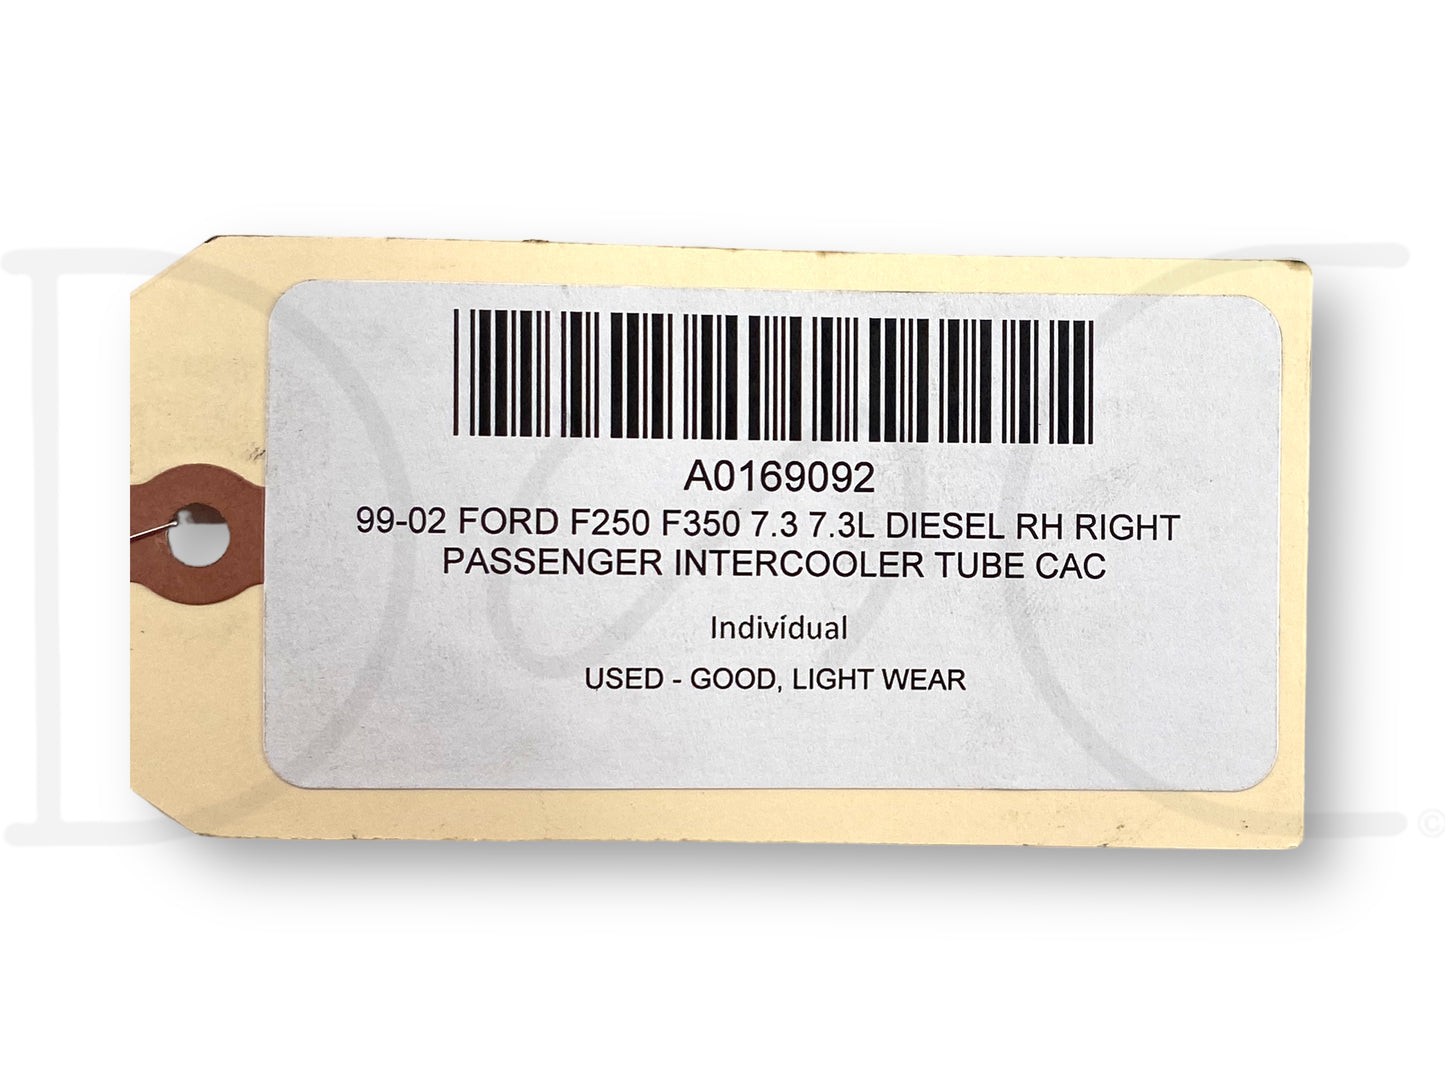 A0169092
99-02 FORD F250 F350 7.3 7.3L DIESEL RH RIGHT
PASSENGER INTERCOOLER TUBE CAC
Individual
USED - GOOD, LIGHT WEAR
©